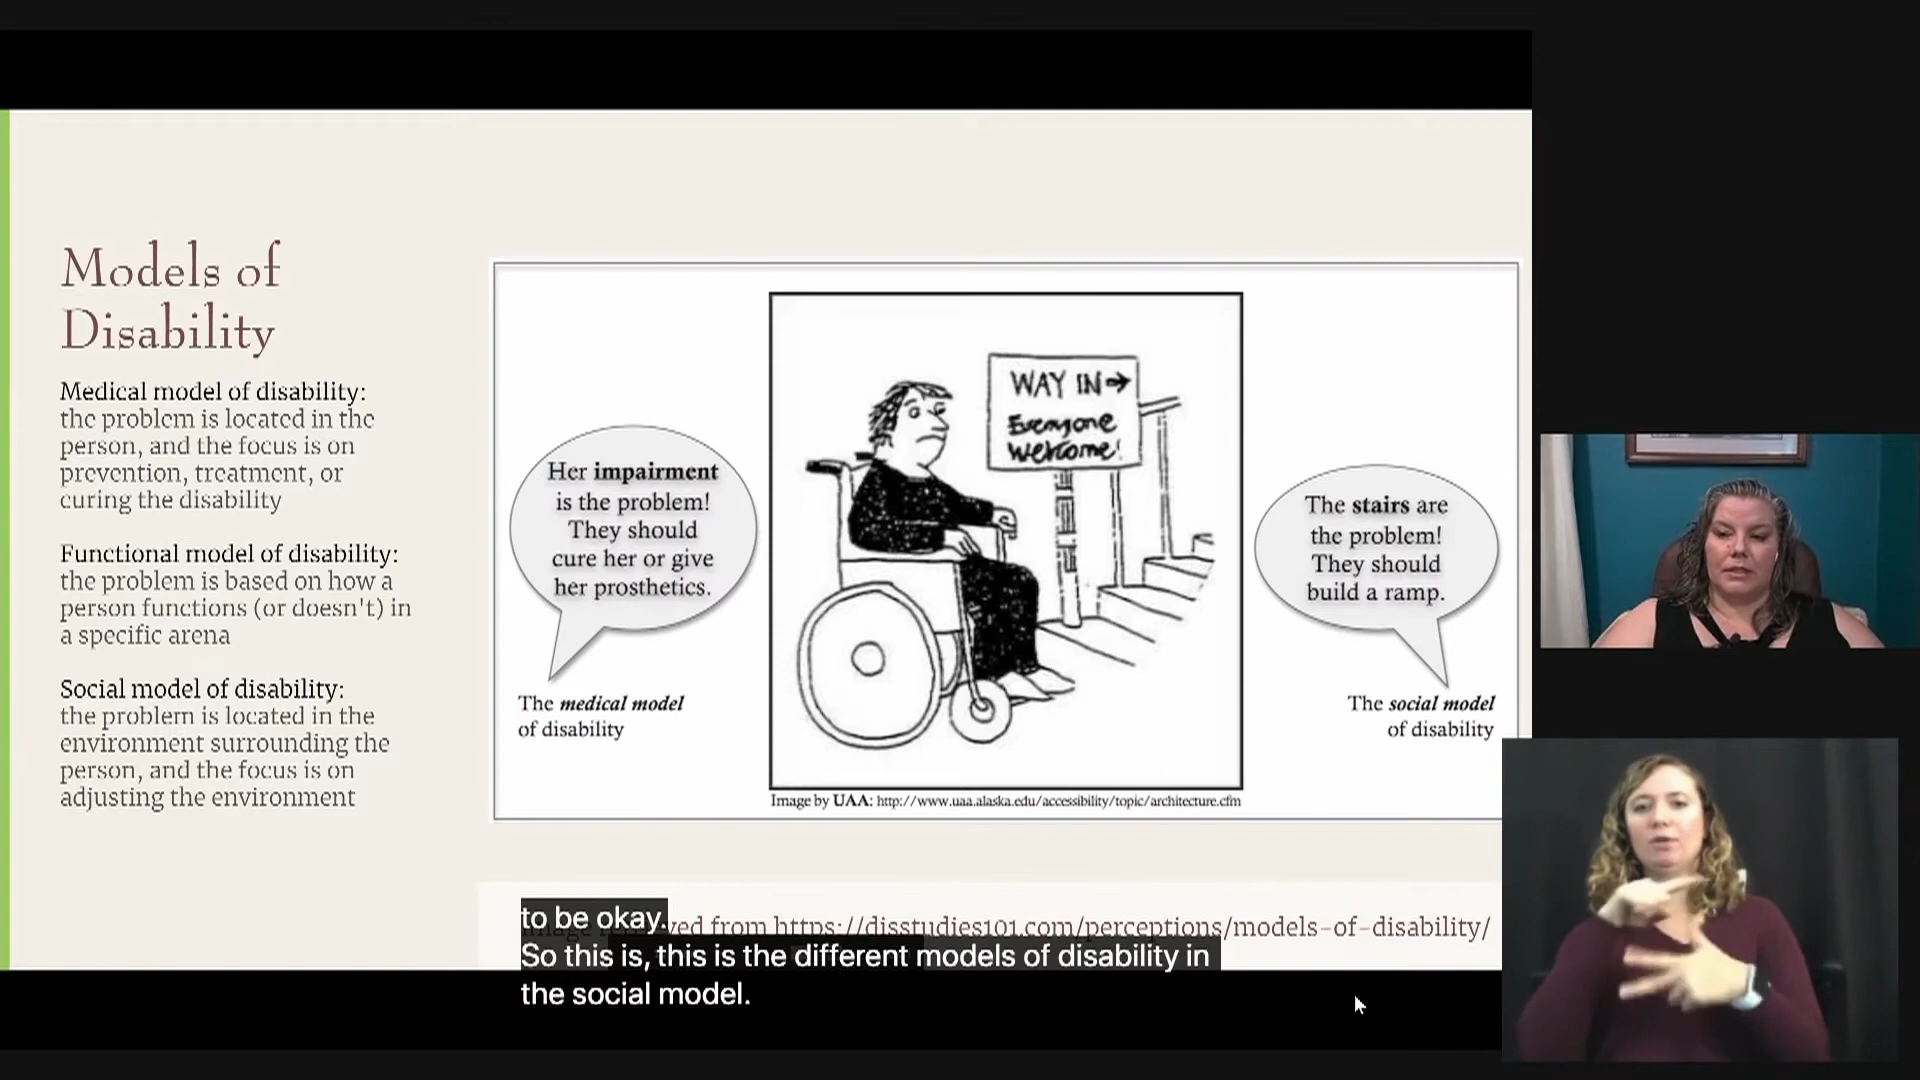 Models of
Disability
Medical model of disability:
the problem is located in the
person, and the focus is on
prevention, treatment, or
curing the disability
Functional model of disability:
the problem is based on how a
person functions (or doesn't) in
a specific arena
Social model of disability:
the problem is located in the
environment surrounding the
person, and the focus is on
adjusting the environment
Her impairment
is the problem!
They should
cure her or give
her prosthetics.
The medical model
of disability
WAY IN→
Everyone
Welcome!
The stairs are
the problem!
They should
build a ramp.
The social model
of disability
Image by UAA: http://www.uaa.alaska.edu/accessibility/topic/architecture.cfm
from https://disstudies101.com/perceptions/models-of-disability/
to be okay.
So this is, this is the different models of disability in
the social model.